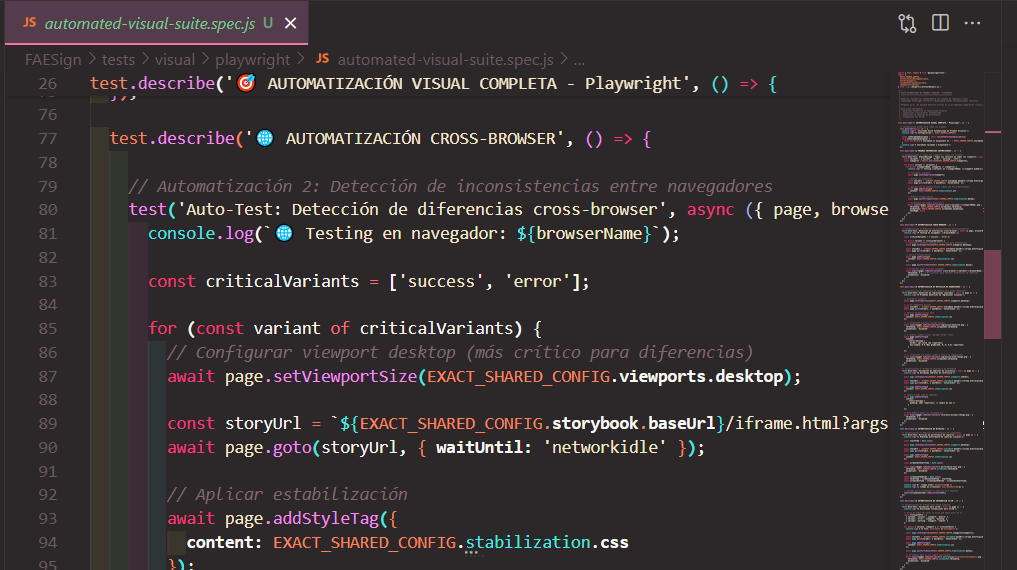 JS automated-visual-suite.spec.js U ×
FAESign > tests > visual > playwright > JS automated-visual-suite.spec.js > ...
26 test.describe('🎯 AUTOMATIZACIÓN VISUAL COMPLETA - Playwright', () => {
76
77 test.describe('🌐 AUTOMATIZACIÓN CROSS-BROWSER', () => {
78
79 // Automatización 2: Detección de inconsistencias entre navegadores
80 test('Auto-Test: Detección de diferencias cross-browser', async ({ page, browse
81 console.log(`🌐 Testing en navegador: ${browserName}`);
82
83 const criticalVariants = ['success', 'error'];
84
85 for (const variant of criticalVariants) {
86 // Configurar viewport desktop (más crítico para diferencias)
87 await page.setViewportSize(EXACT_SHARED_CONFIG.viewports.desktop);
88
89 const storyUrl = `${EXACT_SHARED_CONFIG.storybook.baseUrl}/iframe.html?args
90 await page.goto(storyUrl, { waitUntil: 'networkidle' });
91
92 // Aplicar estabilización
93 await page.addStyleTag({
94 content: EXACT_SHARED_CONFIG.stabilization.css
95 });